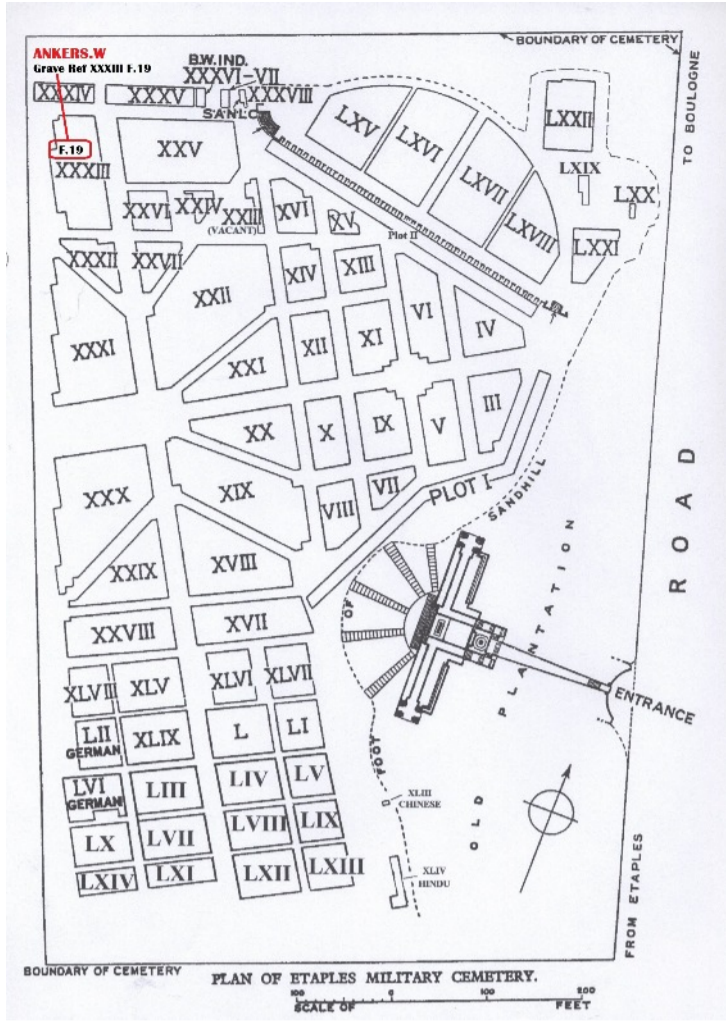 BOUNDARY OF CEMETERY
ANKERS.W
Grave Ref XXXIII F.19
B.W.IND.
XXXVI-VII
XXXIV
XXXV
XXXVIII
S.A.N.L.C.
TO BOULOGNE
F.19
XXXIII
XXV
LXV
LXVI
LXVII
LXVIII
LXXII
LXIX
LXX
LXXI
XXVI
XXIV
XXIII
(VACANT)
XVI
XV
Plot II
XXXII
XXVII
XXII
XIV
XIII
VI
IV
XXXI
XXI
XII
XI
XX
X
IX
V
III
XXX
XIX
VIII
VII
PLOT I
SANDHILL
ROAD
XXIX
XVIII
XXVIII
XVII
OF
PLANTATION
ENTRANCE
XLVIII
XLV
XLVI
XLVII
LII
GERMAN
XLIX
L
LI
LVI
GERMAN
LIII
LIV
LV
FOOT
XLIII
CHINESE
OLD
LX
LVII
LVIII
LIX
LXIV
LXI
LXII
LXIII
XLIV
HINDU
FROM ETAPLES
BOUNDARY OF CEMETERY
PLAN OF ETAPLES MILITARY CEMETERY.
100 0 100 200
SCALE OF FEET